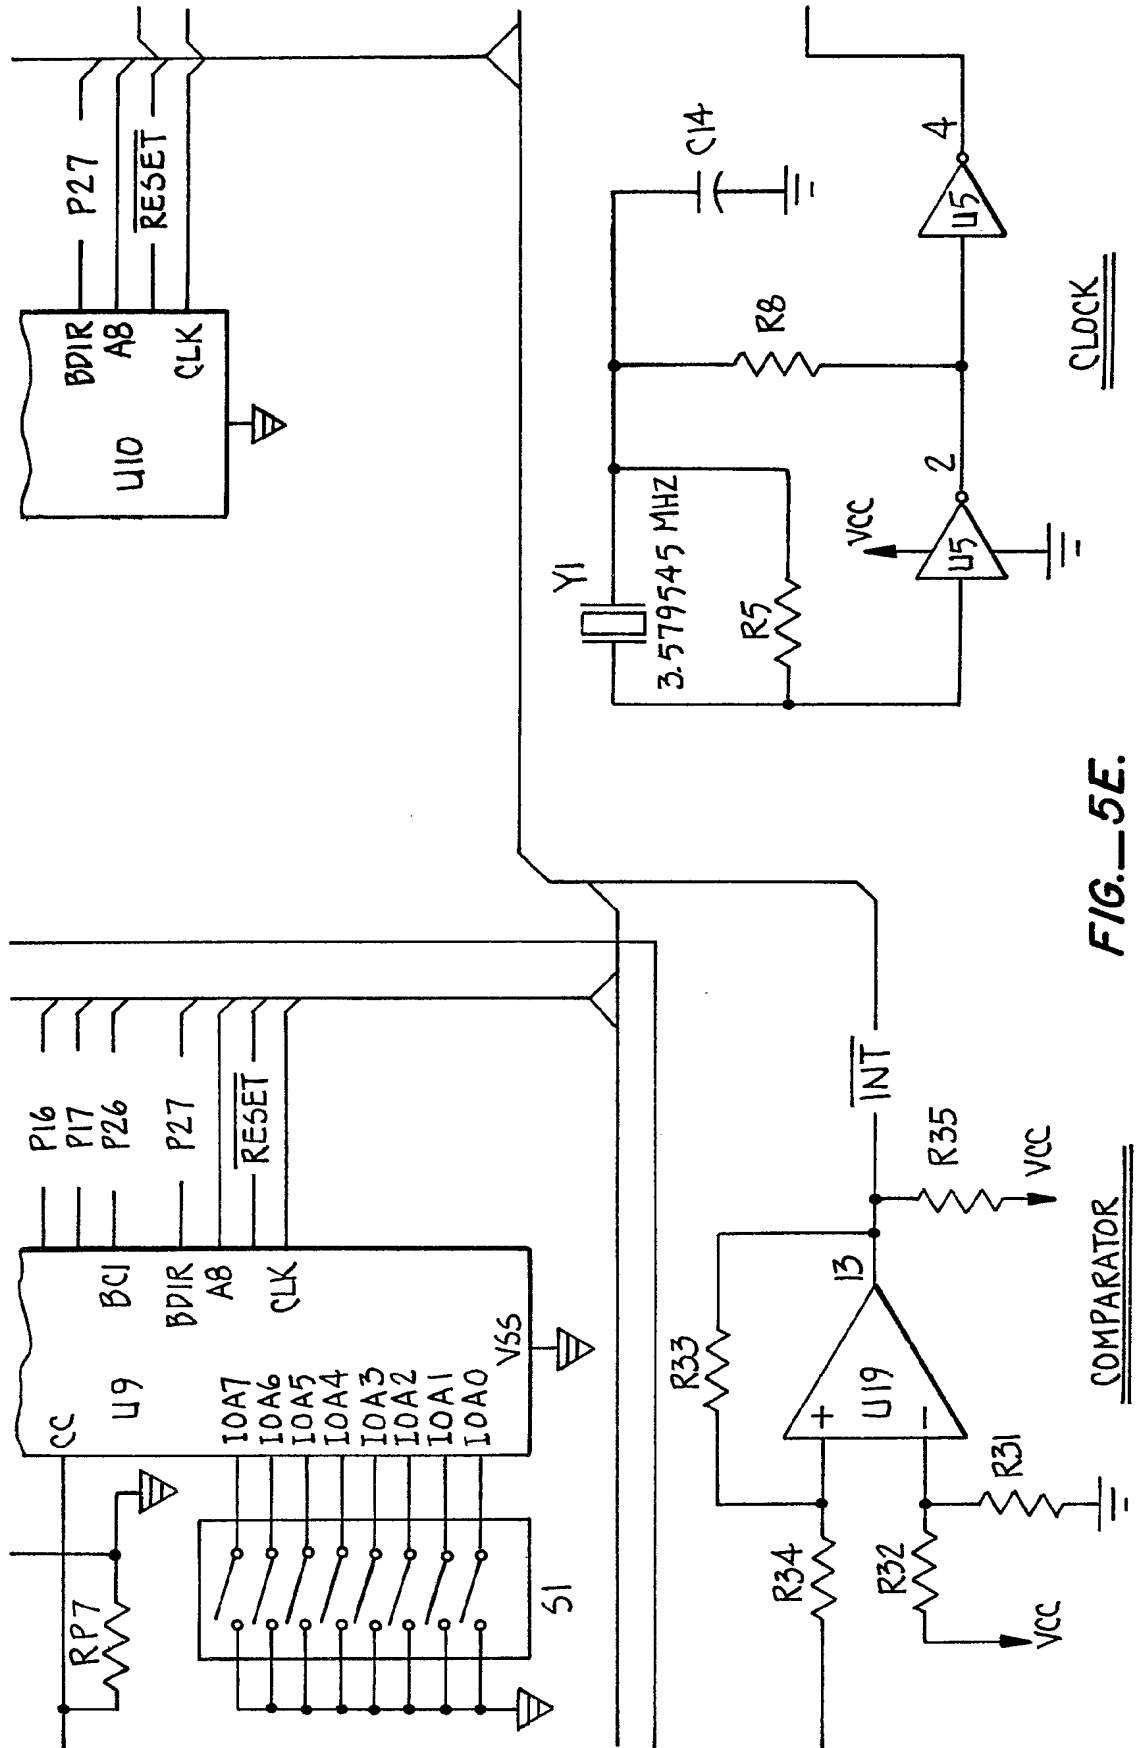 P16
P17
P26
P27
RESET
CC
U9
BC1
BDIR
A8
CLK
IOA7
IOA6
IOA5
IOA4
IOA3
IOA2
IOA1
IOA0
VSS
RP7
S1
P27
RESET
BDIR
A8
CLK
U10
Y1
3.579545 MHZ
C14
R8
R5
VCC
U5
2
U5
4
CLOCK
INT
R33
R34
R32
R31
R35
VCC
VCC
+
-
U19
13
COMPARATOR
FIG._5E.